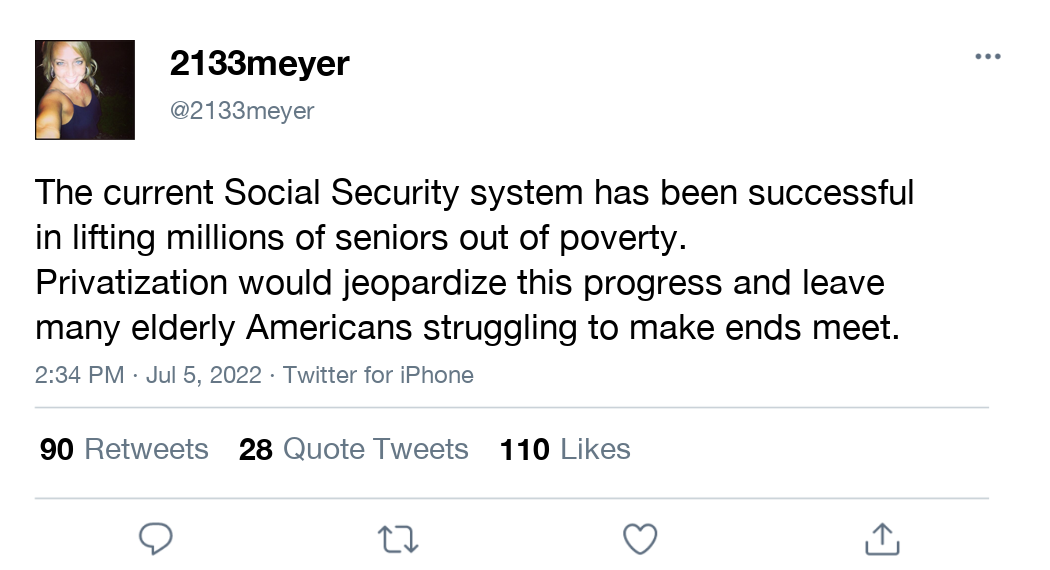 2133meyer
@2133meyer
The current Social Security system has been successful
in lifting millions of seniors out of poverty.
Privatization would jeopardize this progress and leave
many elderly Americans struggling to make ends meet.
2:34 PM · Jul 5, 2022 · Twitter for iPhone
90 Retweets 28 Quote Tweets 110 Likes